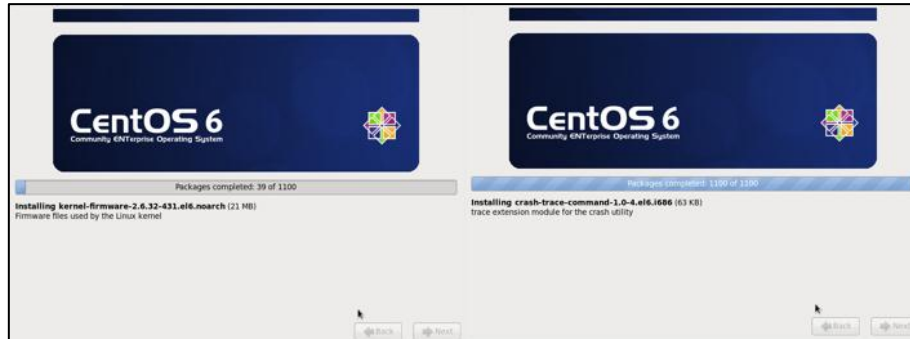 CentOS 6
Community ENTerprise Operating System
Packages completed: 39 of 1100
Installing kernel-firmware-2.6.32-431.el6.noarch (21 MB)
Firmware files used by the Linux kernel
Back
Next
CentOS 6
Community ENTerprise Operating System
Packages completed: 1100 of 1100
Installing crash-trace-command-1.0-4.el6.i686 (63 KB)
trace extension module for the crash utility
Back
Next